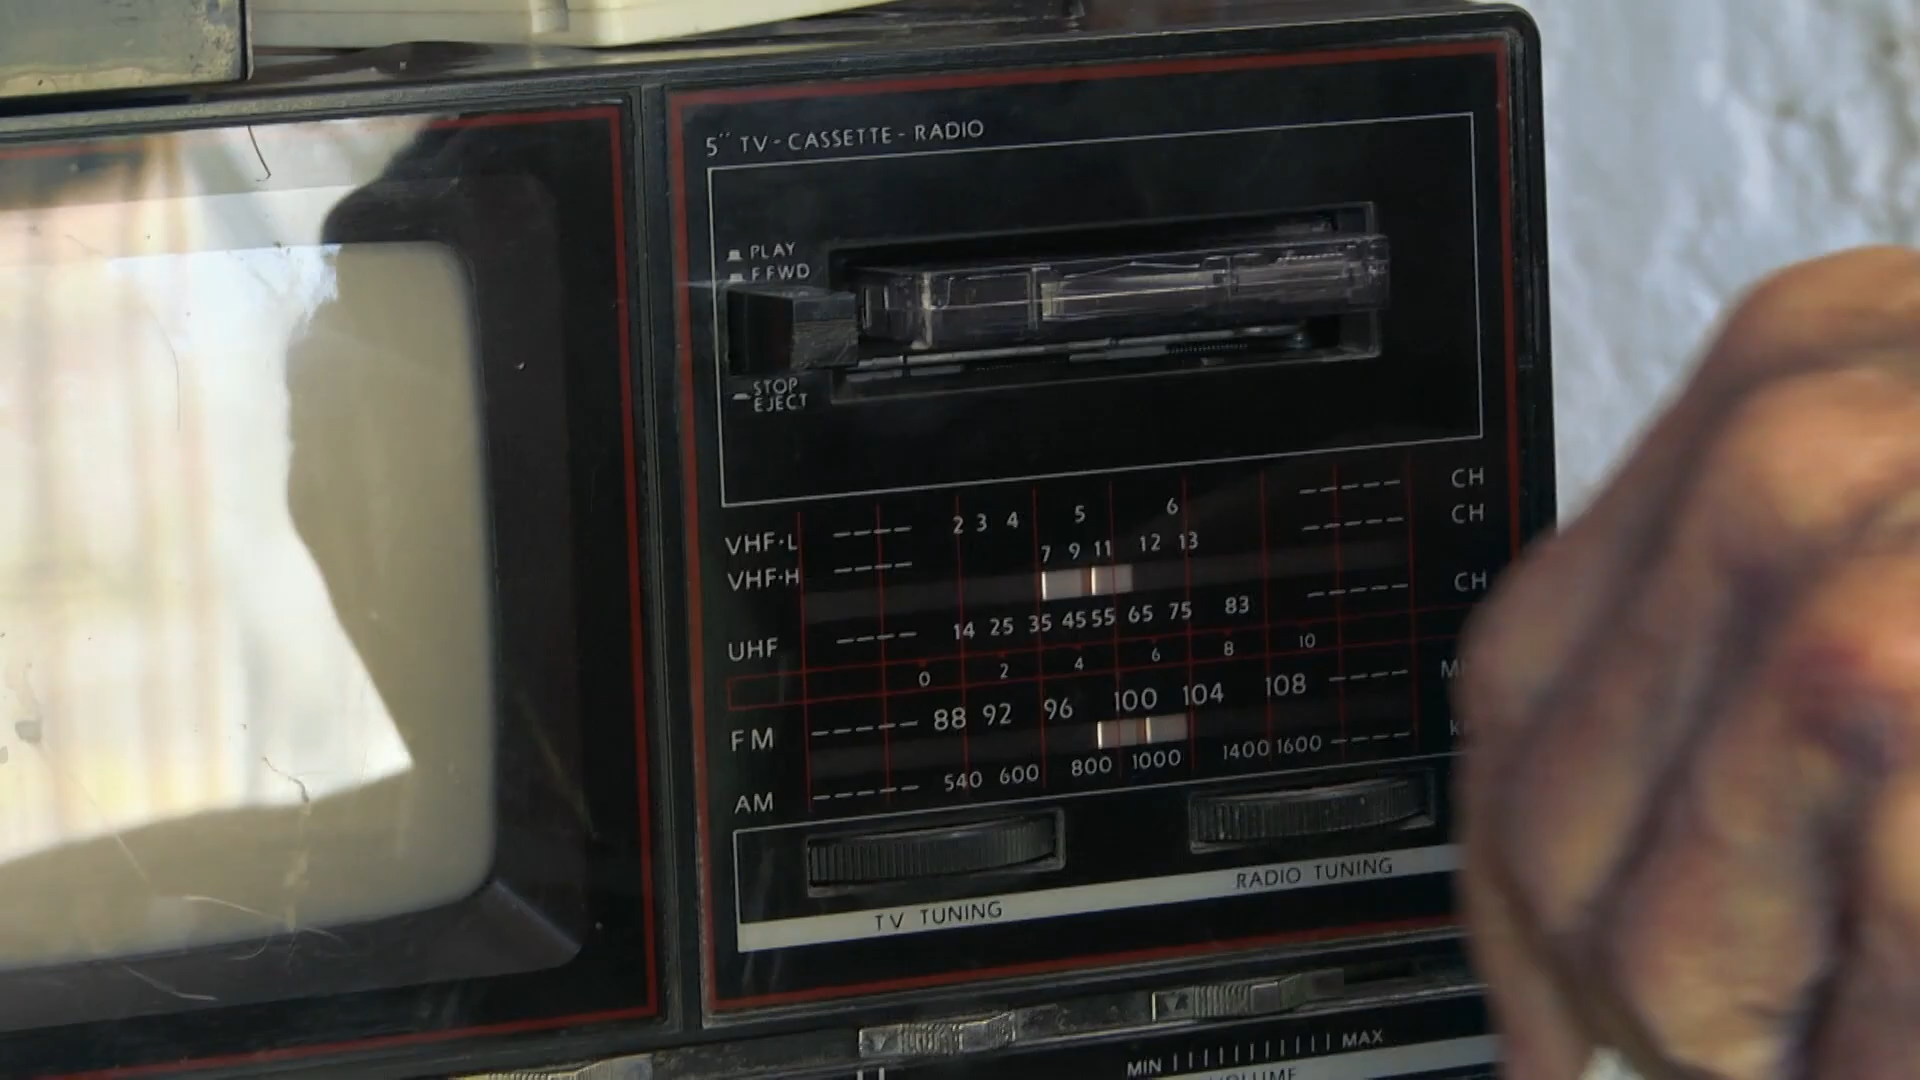 5" TV-CASSETTE-RADIO
PLAY
F FWD
STOP
EJECT
VHF·L ---- 2 3 4 5 6 ----- CH
VHF·H ---- 7 9 11 12 13 ----- CH
UHF ---- 14 25 35 45 55 65 75 83 ----- CH
0 2 4 6 8 10
FM ----- 88 92 96 100 104 108 ----
AM ----- 540 600 800 1000 1400 1600 ----
TV TUNING
RADIO TUNING
MIN MAX
VOLUME